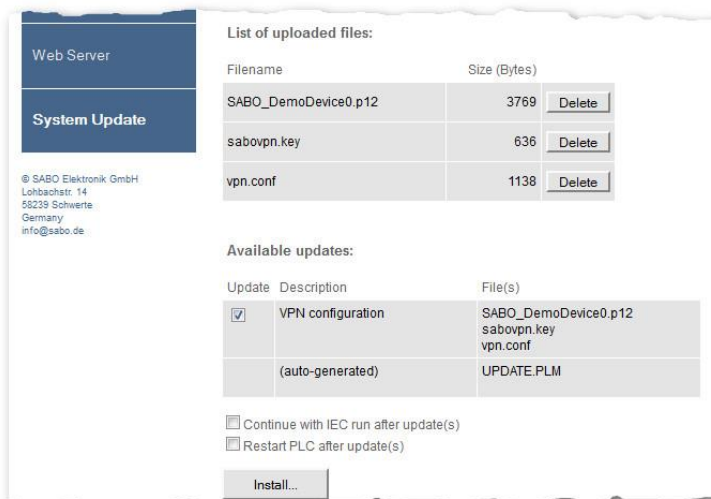 Web Server
System Update
© SABO Elektronik GmbH
Lohbachstr. 14
58239 Schwerte
Germany
info@sabo.de
List of uploaded files:
Filename Size (Bytes)
SABO_DemoDevice0.p12 3769 Delete
sabovpn.key 636 Delete
vpn.conf 1138 Delete
Available updates:
Update Description File(s)
VPN configuration SABO_DemoDevice0.p12
sabovpn.key
vpn.conf
(auto-generated) UPDATE.PLM
Continue with IEC run after update(s)
Restart PLC after update(s)
Install...